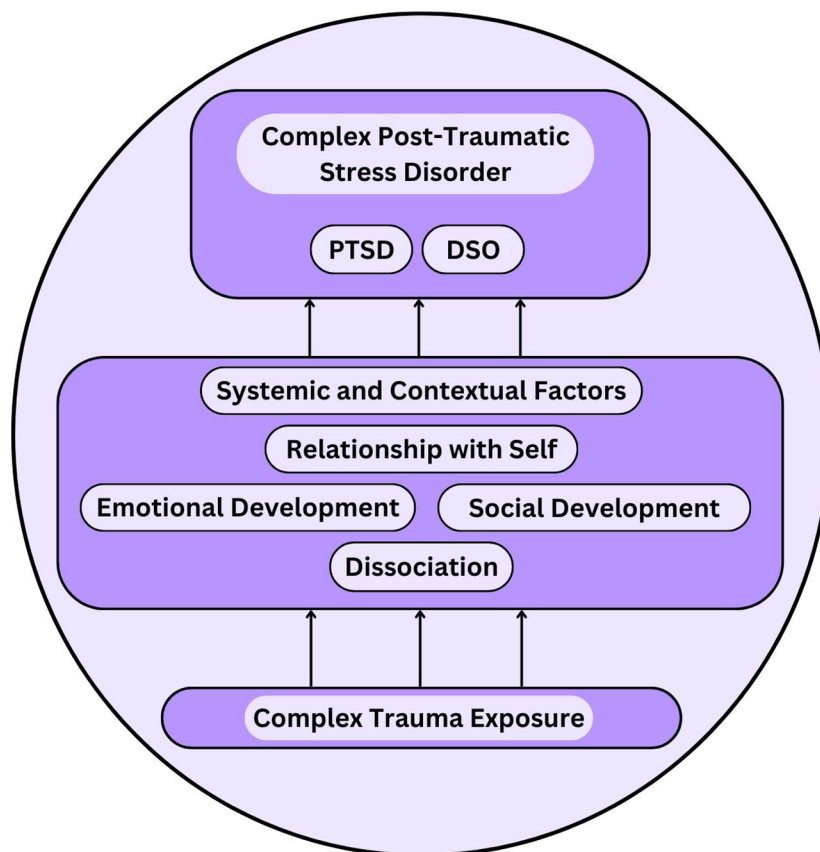 Complex Post-Traumatic
Stress Disorder
PTSD
DSO
Systemic and Contextual Factors
Relationship with Self
Emotional Development
Social Development
Dissociation
Complex Trauma Exposure